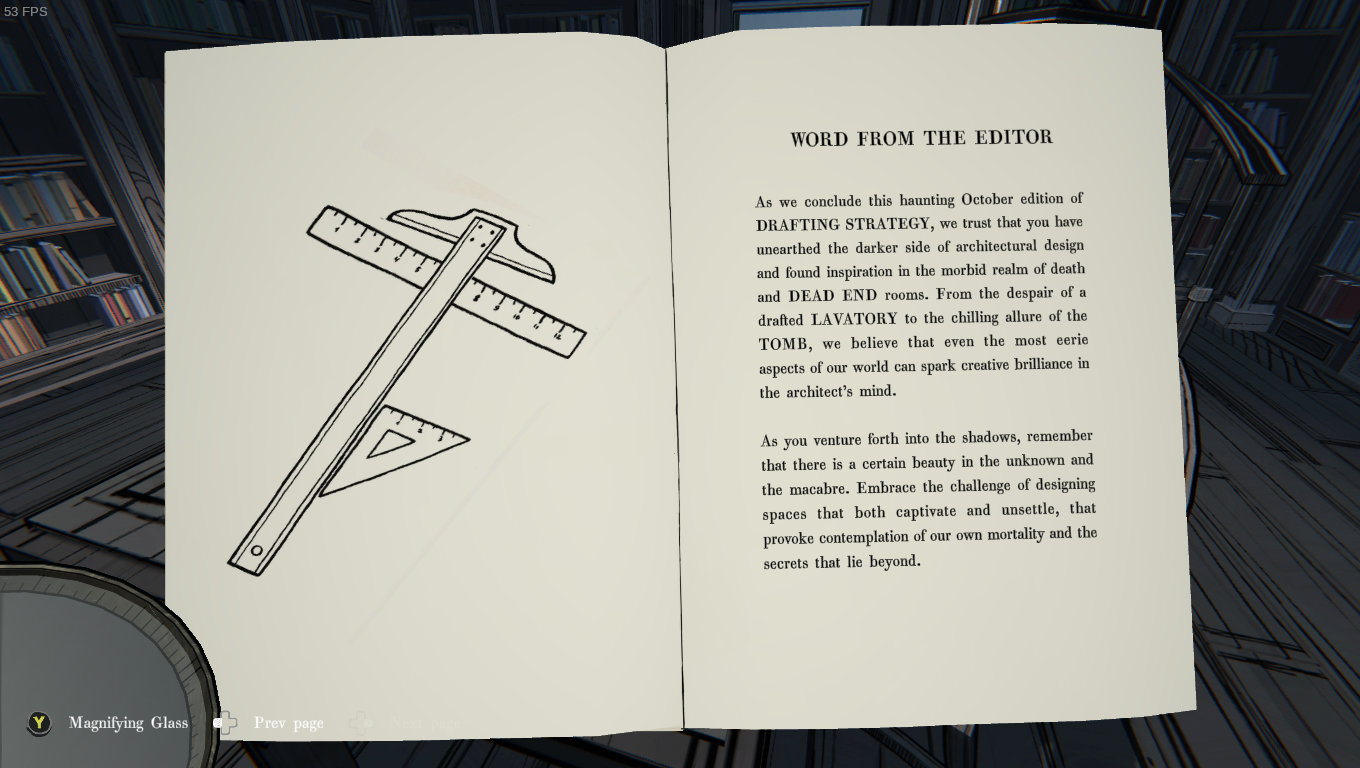 53 FPS
WORD FROM THE EDITOR
As we conclude this haunting October edition of
DRAFTING STRATEGY, we trust that you have
unearthed the darker side of architectural design
and found inspiration in the morbid realm of death
and DEAD END rooms. From the despair of a
drafted LAVATORY to the chilling allure of the
TOMB, we believe that even the most eerie
aspects of our world can spark creative brilliance in
the architect's mind.
As you venture forth into the shadows, remember
that there is a certain beauty in the unknown and
the macabre. Embrace the challenge of designing
spaces that both captivate and unsettle, that
provoke contemplation of our own mortality and the
secrets that lie beyond.
Y Magnifying Glass Prev page Next page